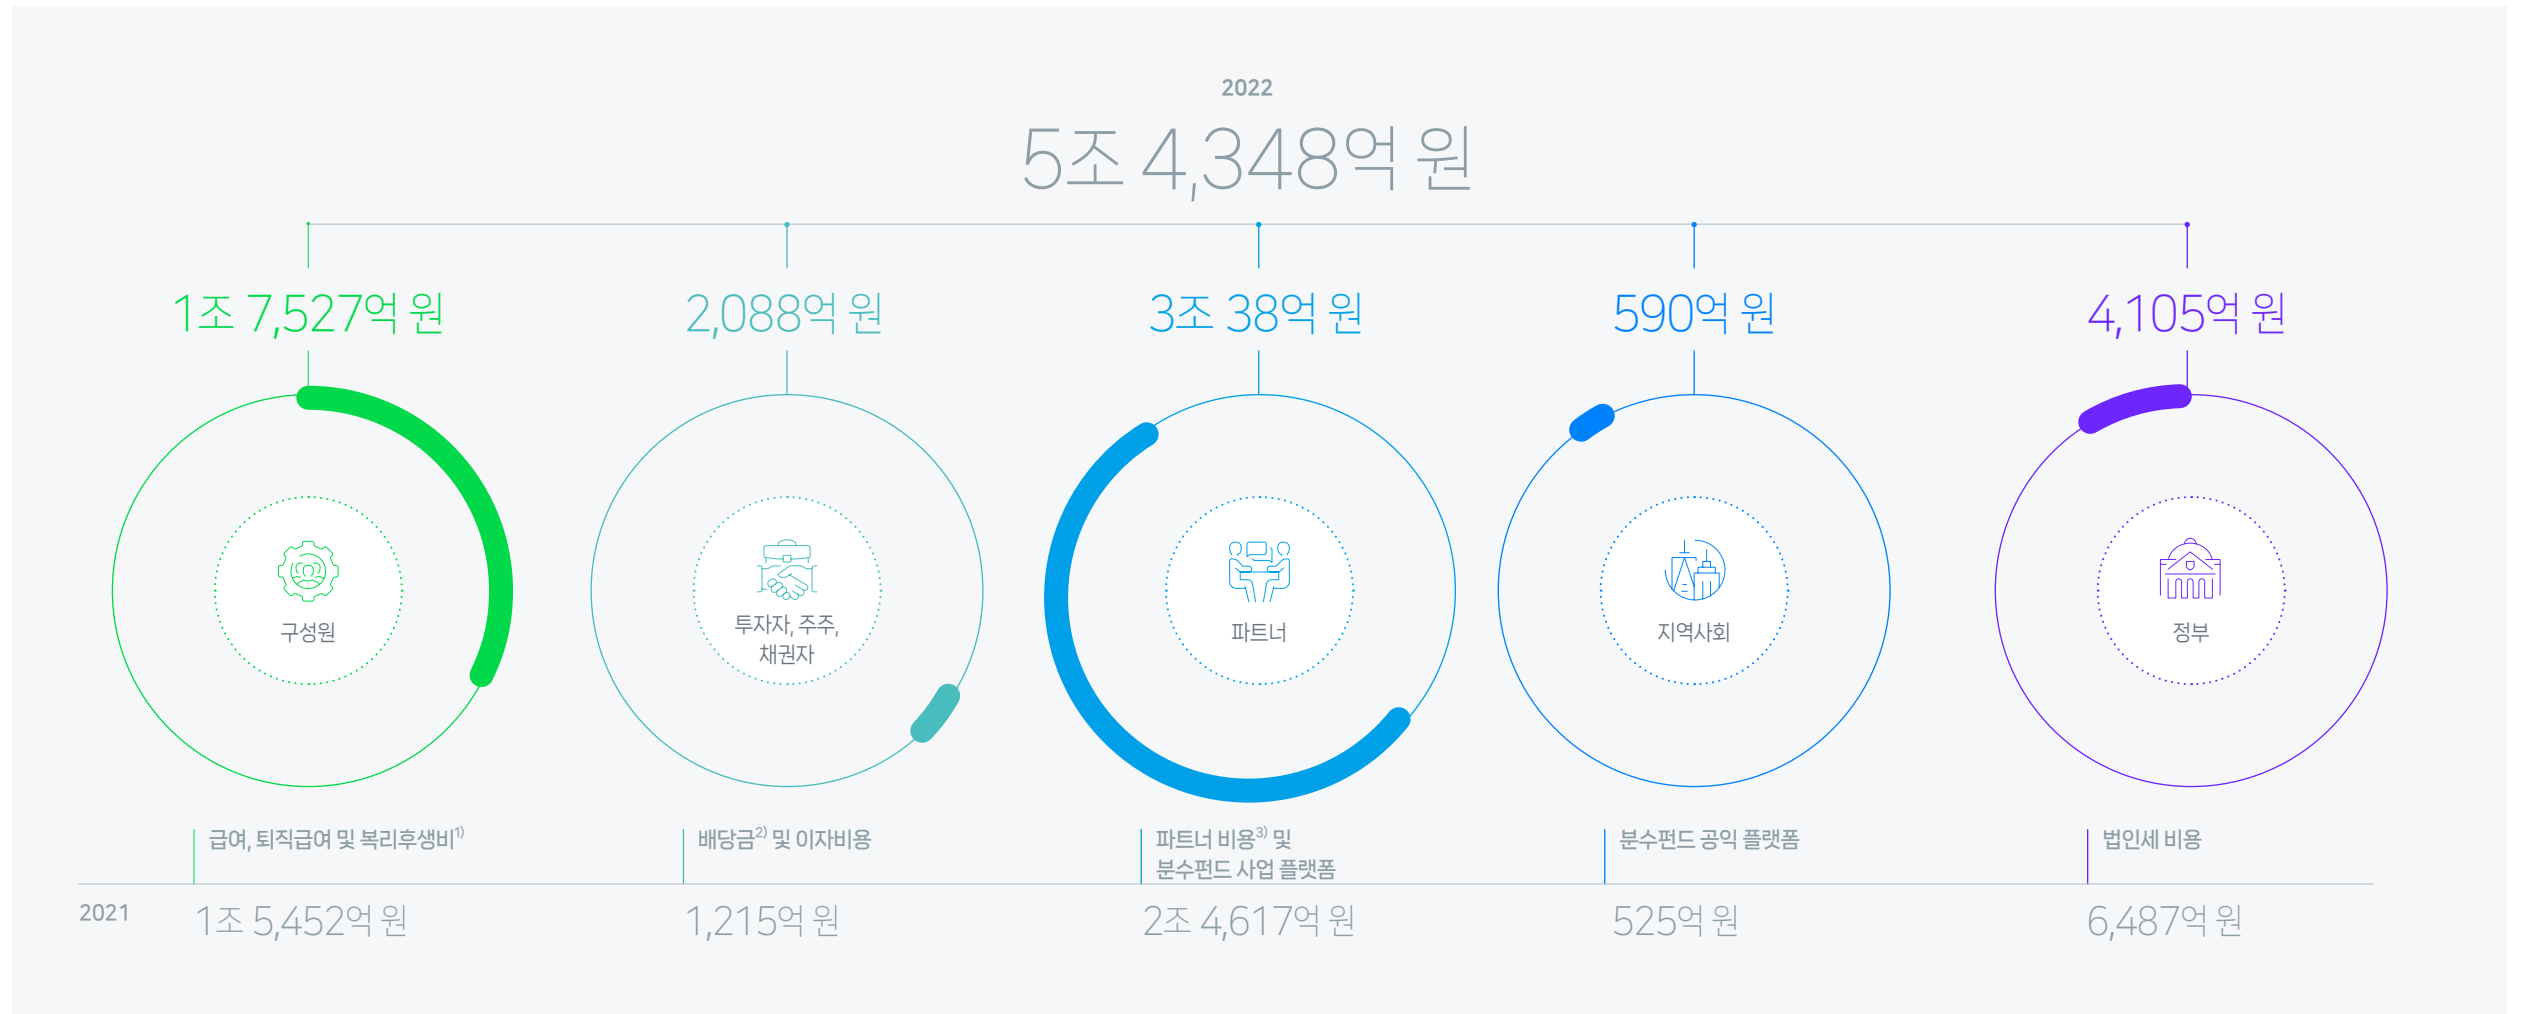 2022
5조 4,348억 원
1조 7,527억 원
2,088억 원
3조 38억 원
590억 원
4,105억 원
구성원
투자자, 주주,
채권자
파트너
지역사회
정부
급여, 퇴직급여 및 복리후생비1)
배당금2) 및 이자비용
파트너 비용3) 및
분수펀드 사업 플랫폼
분수펀드 공익 플랫폼
법인세 비용
2021
1조 5,452억 원
1,215억 원
2조 4,617억 원
525억 원
6,487억 원